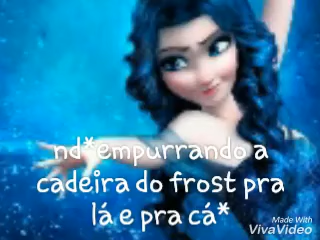 nd*empurrando a
cadeira do frost pra
lá e pra cá*
Made With
VivaVideo